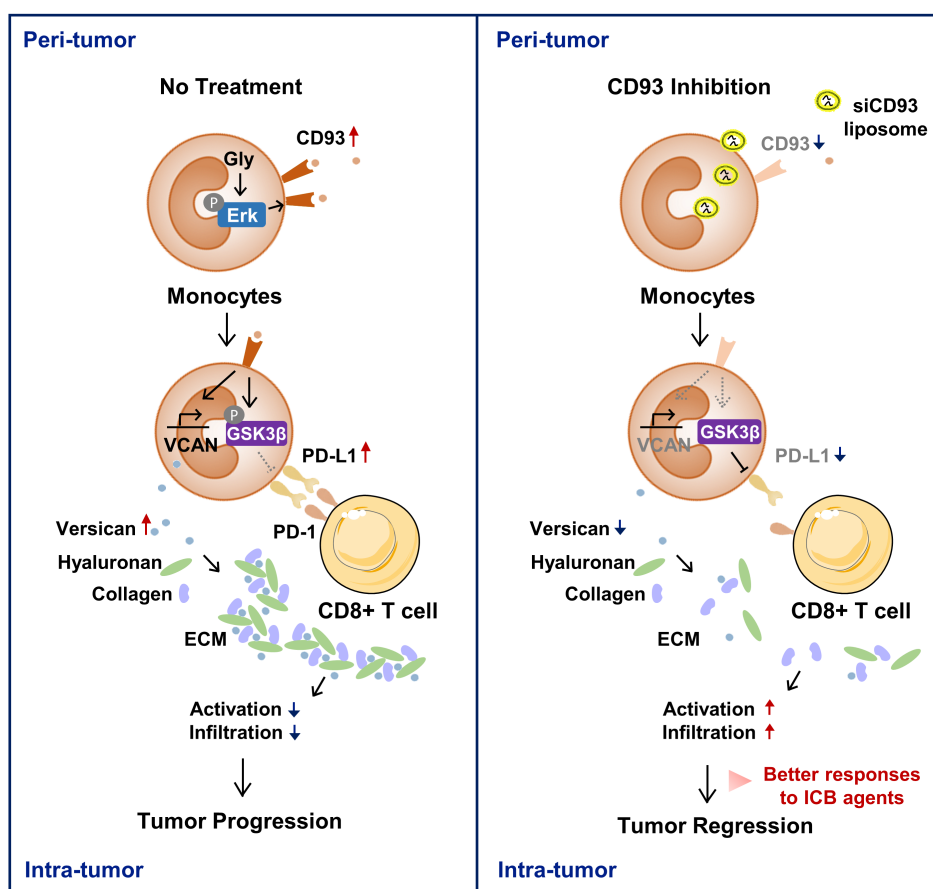 Peri-tumor
No Treatment
CD93
Gly
P
Erk
Monocytes
P
GSK3β
VCAN
PD-L1
PD-1
Versican
Hyaluronan
Collagen
CD8+ T cell
ECM
Activation
Infiltration
Tumor Progression
Intra-tumor
Peri-tumor
CD93 Inhibition
siCD93
liposome
CD93
Monocytes
GSK3β
VCAN
PD-L1
Versican
Hyaluronan
Collagen
CD8+ T cell
ECM
Activation
Infiltration
Better responses
to ICB agents
Tumor Regression
Intra-tumor